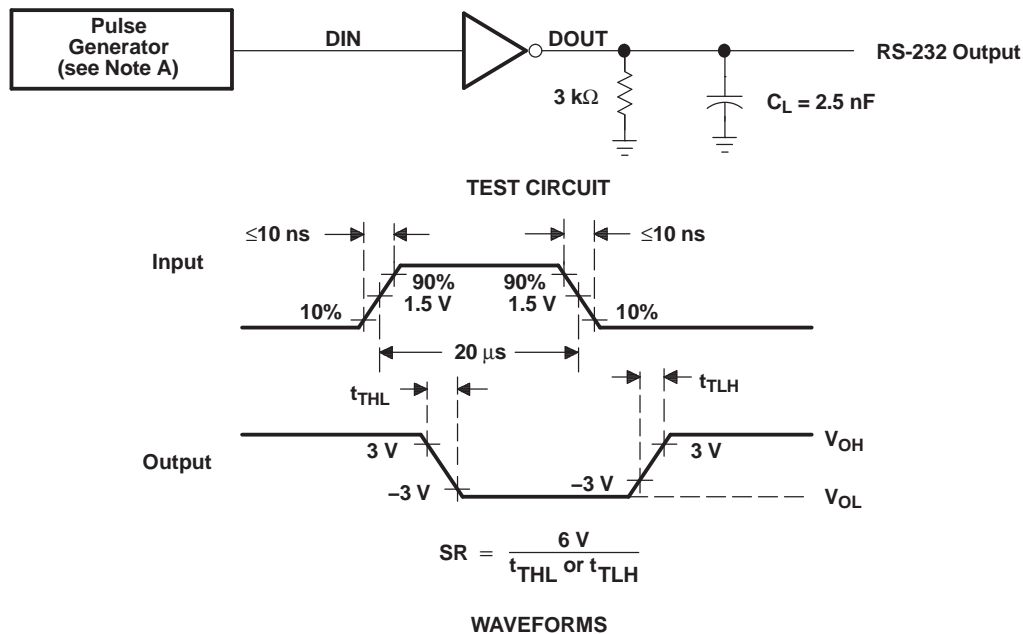 Pulse
Generator
(see Note A)
DIN
DOUT
RS-232 Output
3 kΩ
C_L = 2.5 nF
TEST CIRCUIT
≤10 ns
≤10 ns
Input
90%
90%
1.5 V
1.5 V
10%
10%
20 μs
t_THL
t_TLH
Output
3 V
3 V
V_OH
–3 V
–3 V
V_OL
SR = 6 V / t_THL or t_TLH
WAVEFORMS